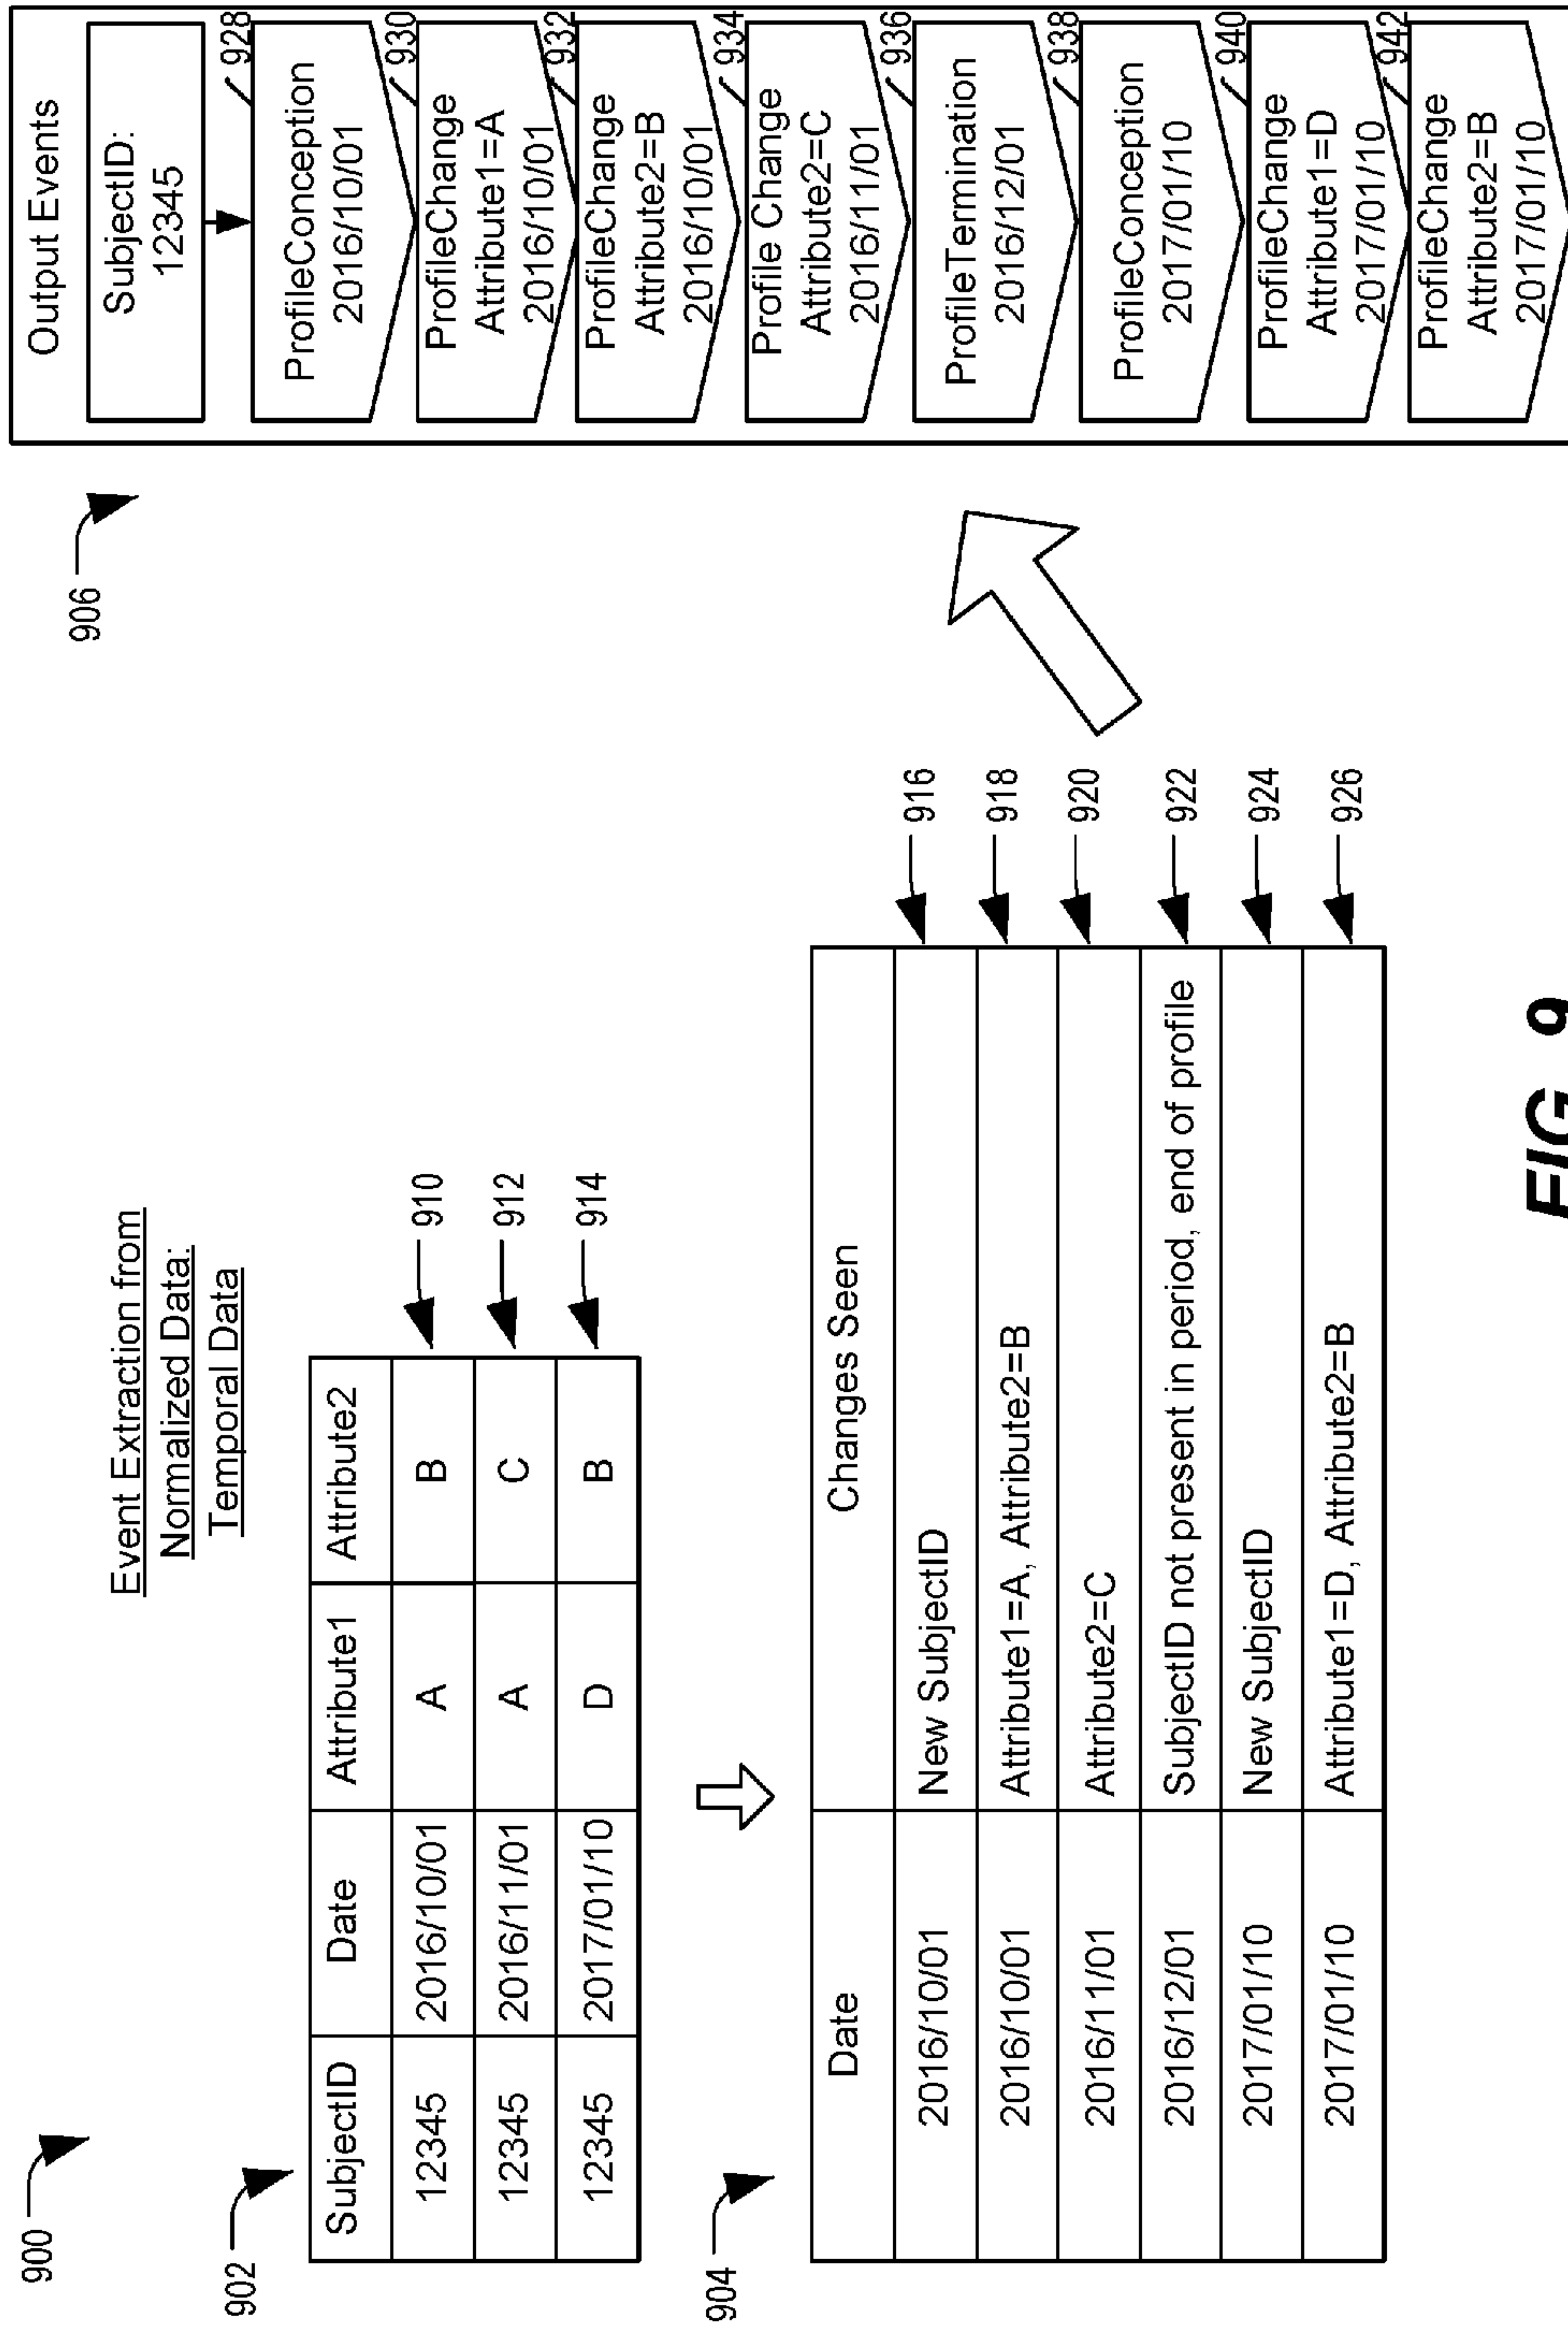 900
Event Extraction from
Normalized Data:
Temporal Data
902
SubjectID Date Attribute1 Attribute2
12345 2016/10/01 A B 910
12345 2016/11/01 A C 912
12345 2017/01/10 D B 914
904
Date Changes Seen
2016/10/01 New SubjectID 916
2016/10/01 Attribute1=A, Attribute2=B 918
2016/11/01 Attribute2=C 920
2016/12/01 SubjectID not present in period, end of profile 922
2017/01/10 New SubjectID 924
2017/01/10 Attribute1=D, Attribute2=B 926
906
Output Events
SubjectID:
12345
928
ProfileConception
2016/10/01
930
ProfileChange
Attribute1=A
2016/10/01
932
ProfileChange
Attribute2=B
2016/10/01
934
Profile Change
Attribute2=C
2016/11/01
936
ProfileTermination
2016/12/01
938
ProfileConception
2017/01/10
940
ProfileChange
Attribute1=D
2017/01/10
942
ProfileChange
Attribute2=B
2017/01/10
FIG. 9